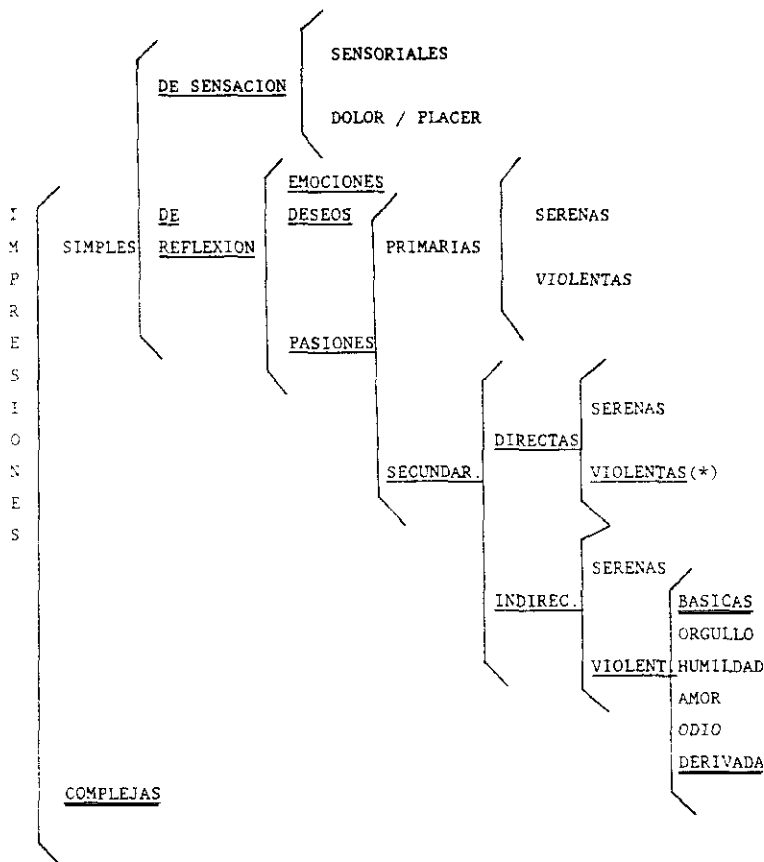 SENSORIALES
DE SENSACION
DOLOR / PLACER
EMOCIONES
I
DE
DESEOS
SERENAS
M
SIMPLES
REFLEXION
PRIMARIAS
P
VIOLENTAS
R
E
PASIONES
S
I
SERENAS
O
DIRECTAS
N
SECUNDAR.
VIOLENTAS(*)
E
S
SERENAS
INDIREC.
BASICAS
ORGULLO
VIOLENT.
HUMILDAD
AMOR
ODIO
DERIVADA
COMPLEJAS